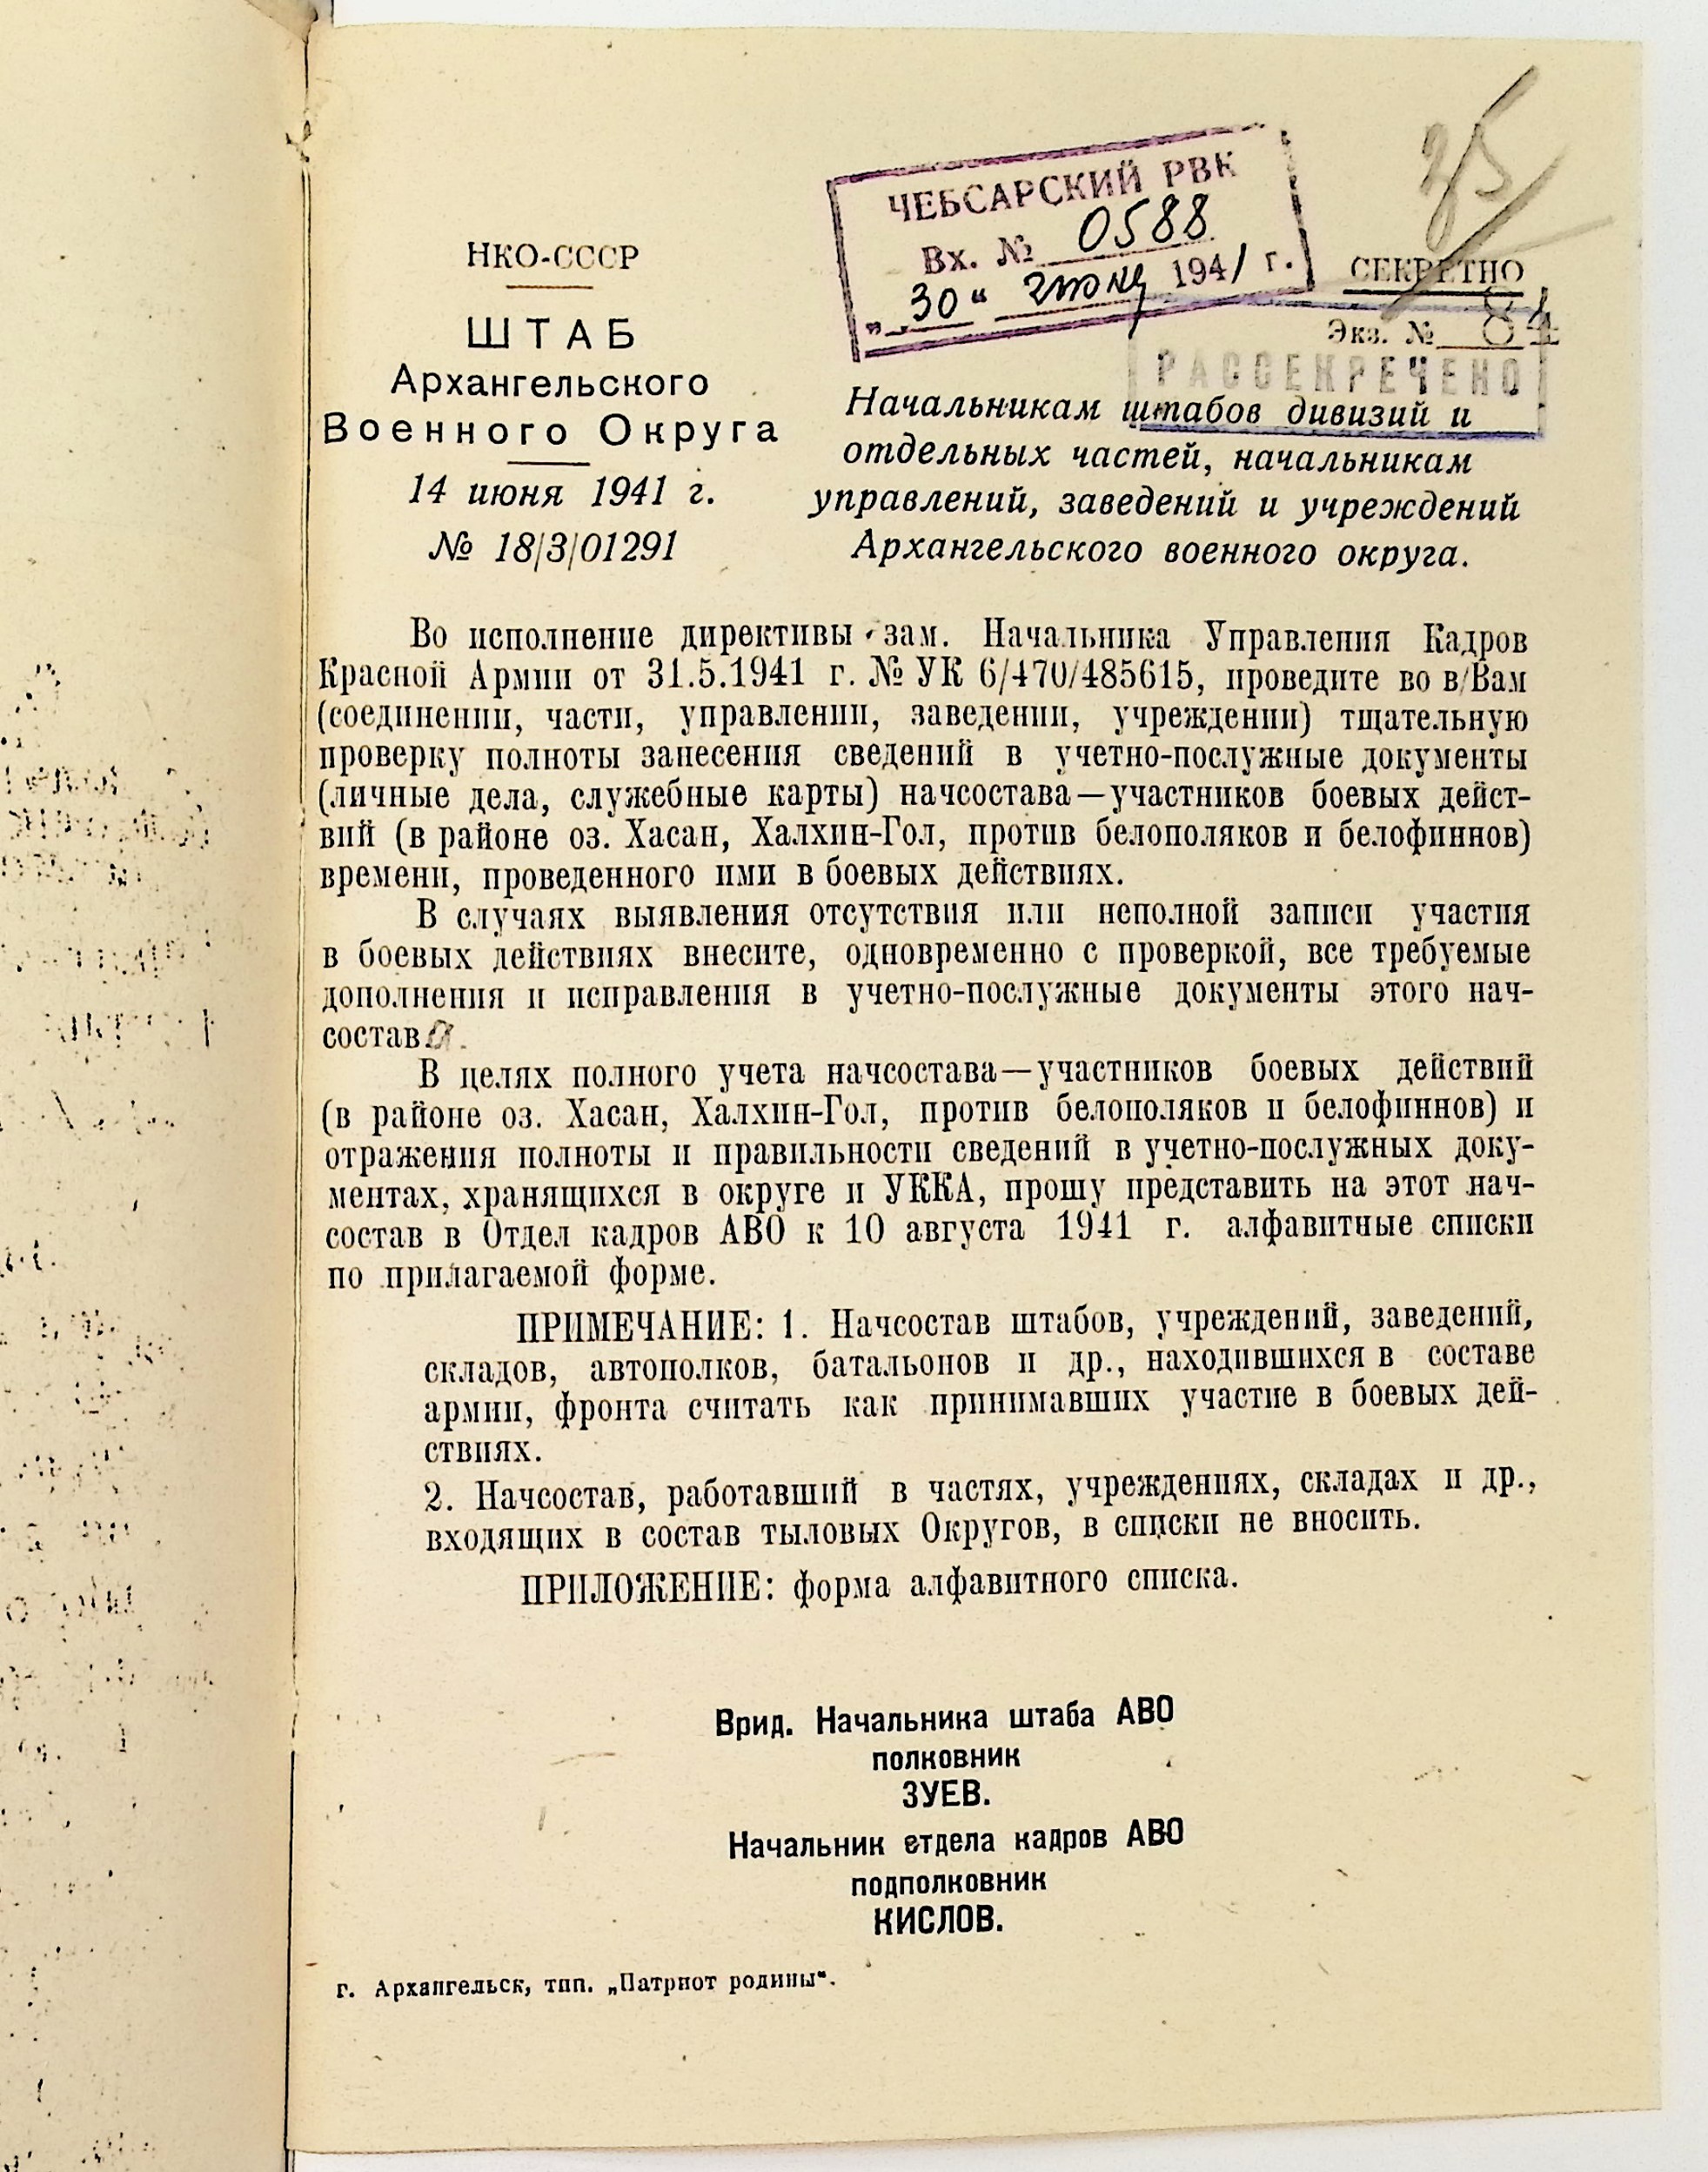 25
ЧЕБСАРСКИЙ РВК
Вх. № 0588
„30“ июня 1941 г.
СЕКРЕТНО
Экз. № 84
РАССЕКРЕЧЕНО
НКО-СССР
ШТАБ
Архангельского
Военного Округа
14 июня 1941 г.
№ 18/3/01291
Начальникам штабов дивизий и
отдельных частей, начальникам
управлений, заведений и учреждений
Архангельского военного округа.
Во исполнение директивы зам. Начальника Управления Кадров
Красной Армии от 31.5.1941 г. № УК 6/470/485615, проведите во в/Вам
(соединении, части, управлении, заведении, учреждении) тщательную
проверку полноты занесения сведений в учетно-послужные документы
(личные дела, служебные карты) начсостава—участников боевых дейст-
вий (в районе оз. Хасан, Халхин-Гол, против белополяков и белофиннов)
времени, проведенного ими в боевых действиях.
В случаях выявления отсутствия или неполной записи участия
в боевых действиях внесите, одновременно с проверкой, все требуемые
дополнения и исправления в учетно-послужные документы этого нач-
состава.
В целях полного учета начсостава—участников боевых действий
(в районе оз. Хасан, Халхин-Гол, против белополяков и белофиннов) и
отражения полноты и правильности сведений в учетно-послужных доку-
ментах, хранящихся в округе и УККА, прошу представить на этот нач-
состав в Отдел кадров АВО к 10 августа 1941 г. алфавитные списки
по прилагаемой форме.
ПРИМЕЧАНИЕ: 1. Начсостав штабов, учреждений, заведений,
складов, автополков, батальонов и др., находившихся в составе
армии, фронта считать как принимавших участие в боевых дей-
ствиях.
2. Начсостав, работавший в частях, учреждениях, складах и др.,
входящих в состав тыловых Округов, в списки не вносить.
ПРИЛОЖЕНИЕ: форма алфавитного списка.
Врид. Начальника штаба АВО
полковник
ЗУЕВ.
Начальник отдела кадров АВО
подполковник
КИСЛОВ.
г. Архангельск, тип. „Патриот родины“.